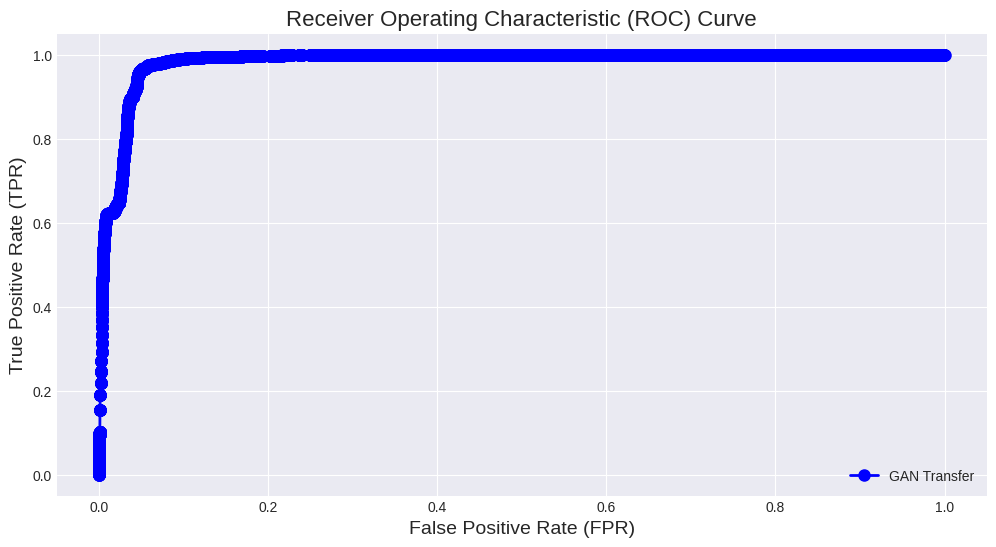 Receiver Operating Characteristic (ROC) Curve
True Positive Rate (TPR)
1.0
0.8
0.6
0.4
0.2
0.0
GAN Transfer
0.0 0.2 0.4 0.6 0.8 1.0
False Positive Rate (FPR)